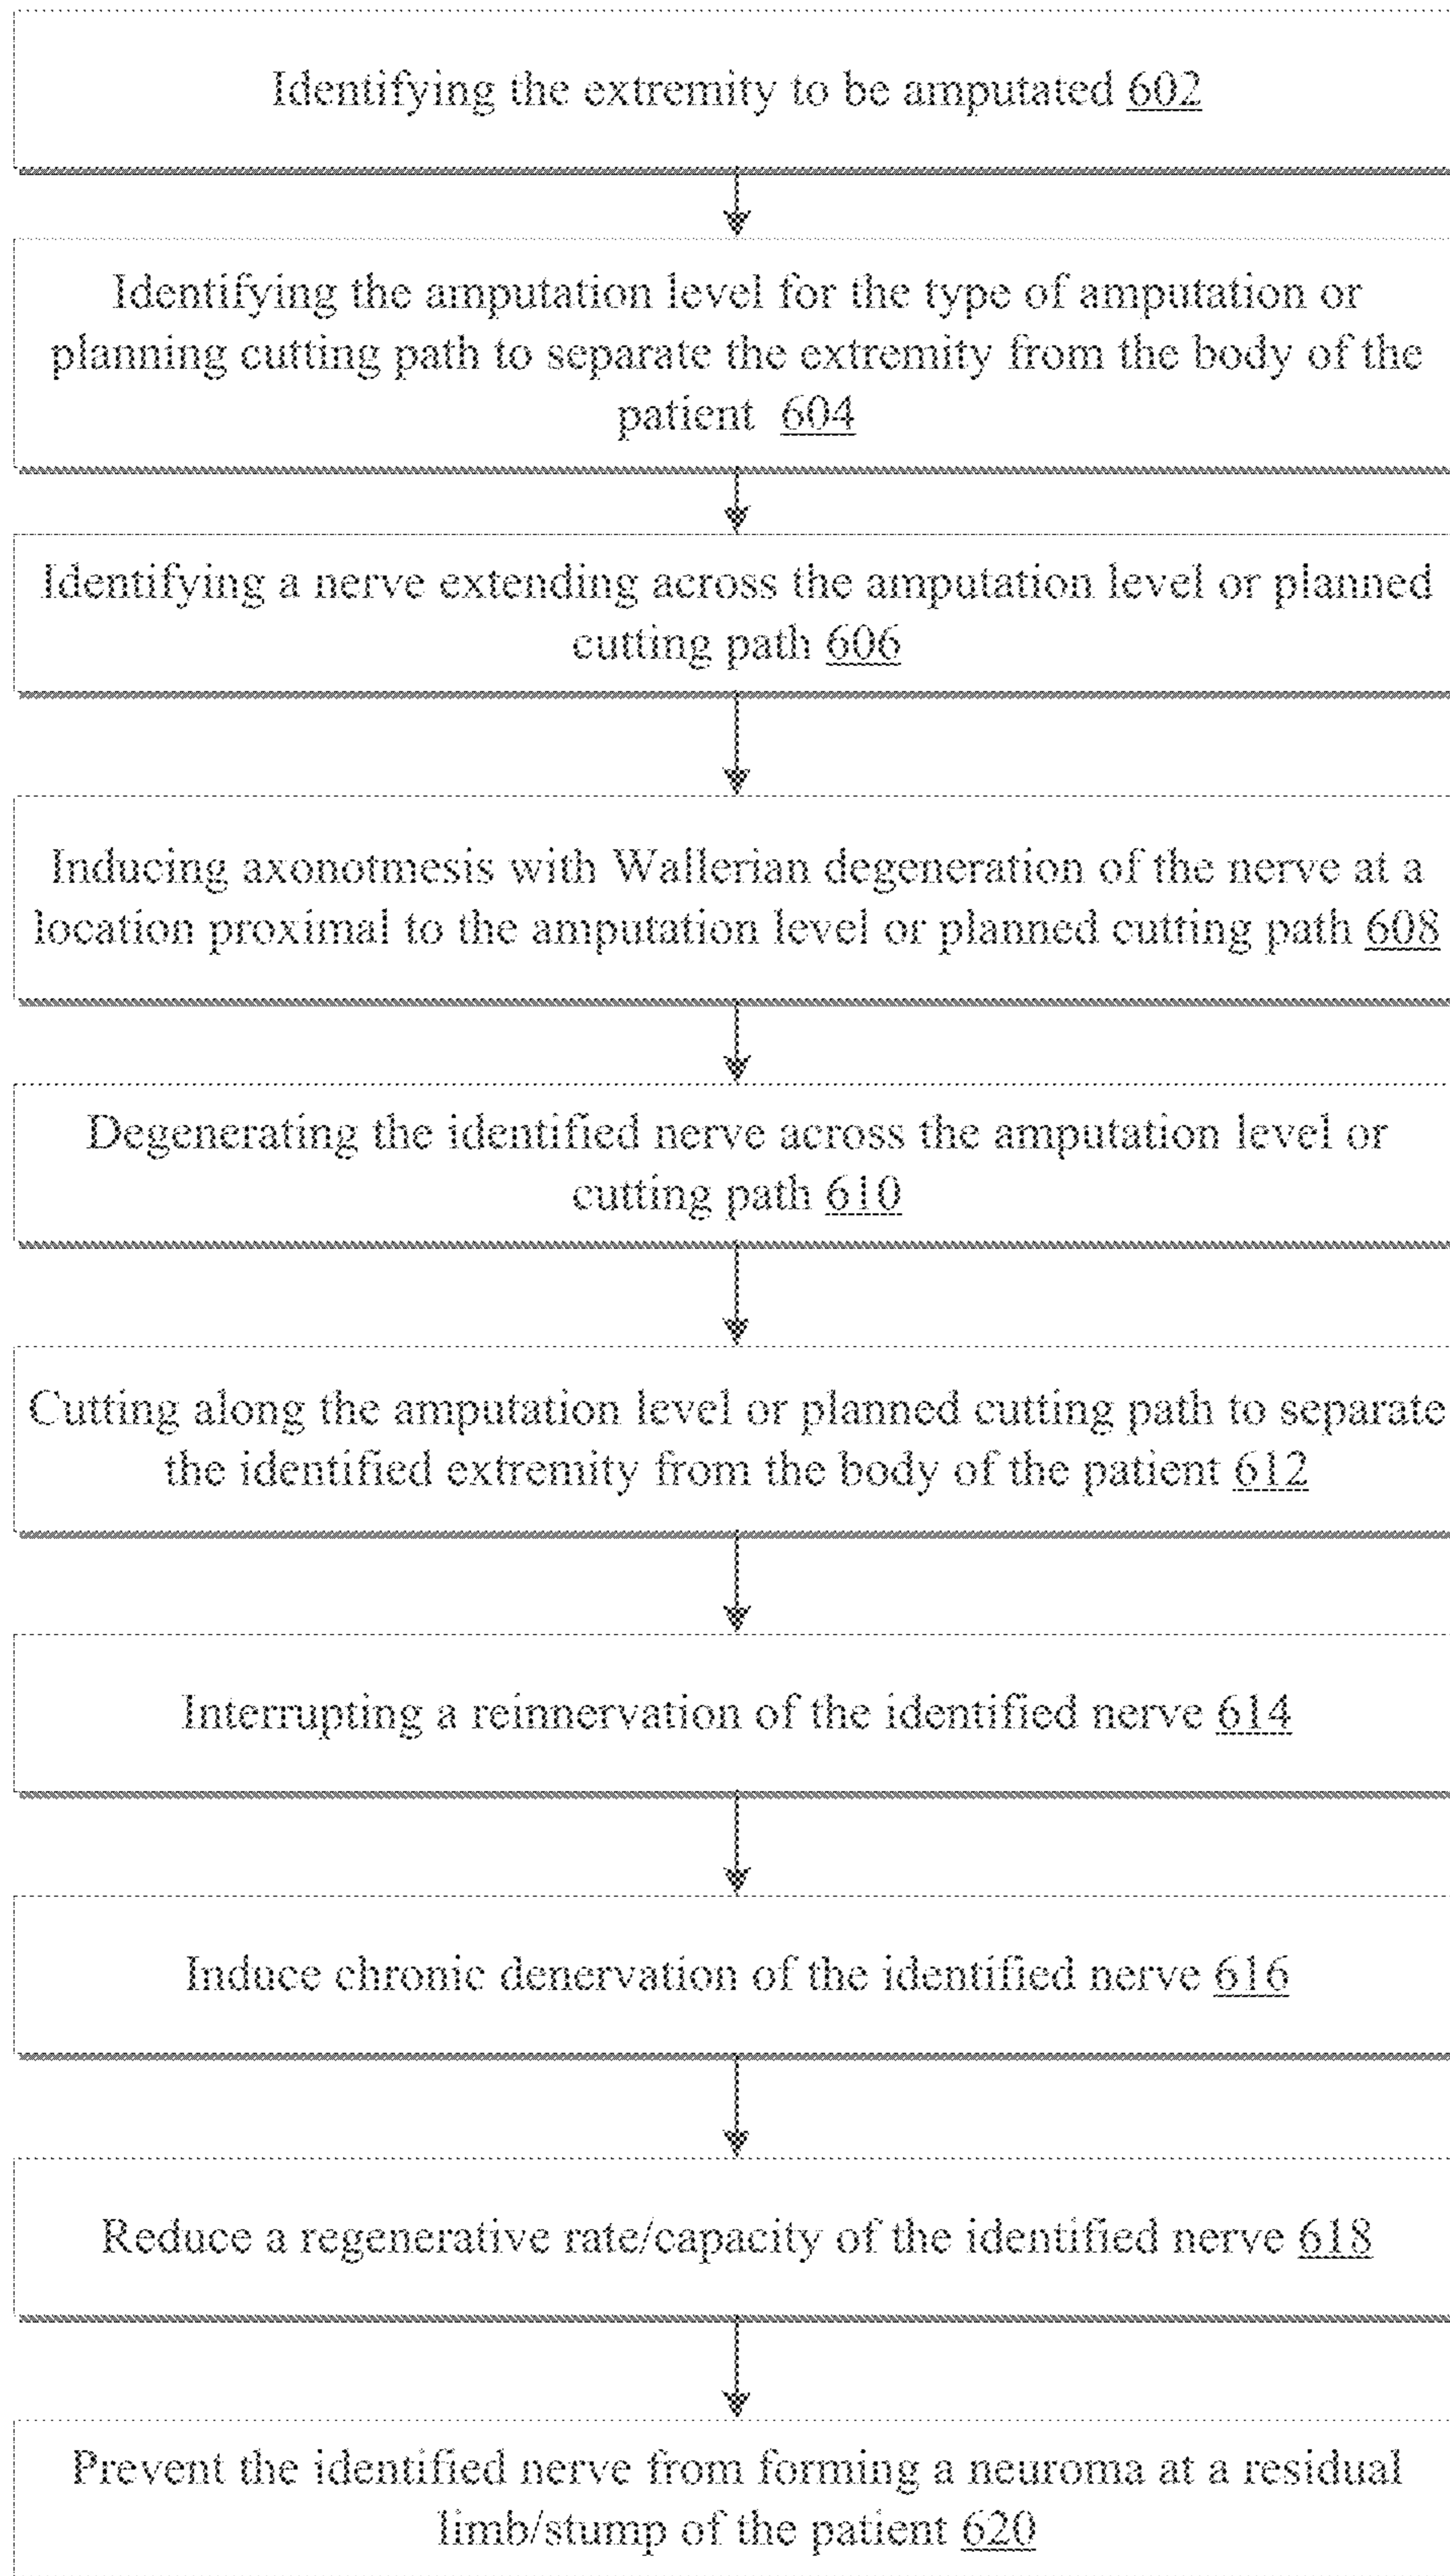 Identifying the extremity to be amputated 602
Identifying the amputation level for the type of amputation or
planning cutting path to separate the extremity from the body of the
patient 604
Identifying a nerve extending across the amputation level or planned
cutting path 606
Inducing axonotmesis with Wallerian degeneration of the nerve at a
location proximal to the amputation level or planned cutting path 608
Degenerating the identified nerve across the amputation level or
cutting path 610
Cutting along the amputation level or planned cutting path to separate
the identified extremity from the body of the patient 612
Interrupting a reinnervation of the identified nerve 614
Induce chronic denervation of the identified nerve 616
Reduce a regenerative rate/capacity of the identified nerve 618
Prevent the identified nerve from forming a neuroma at a residual
limb/stump of the patient 620